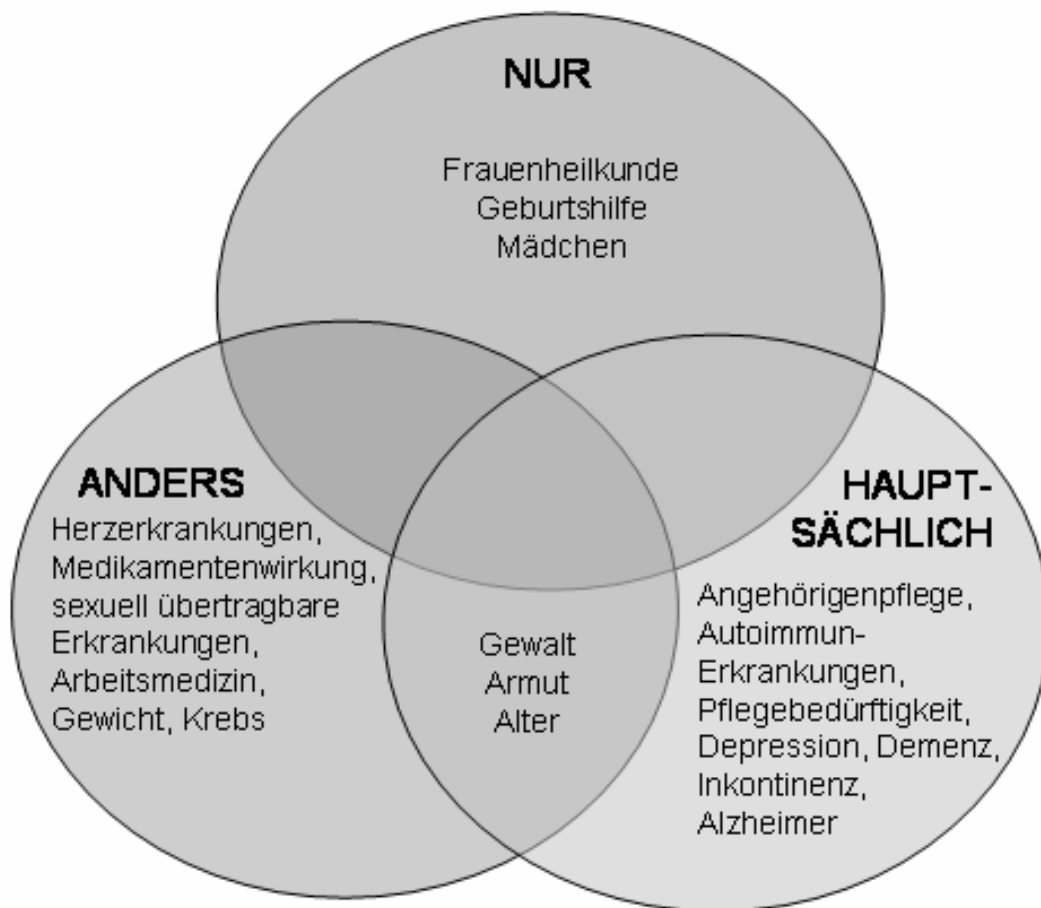 NUR
Frauenheilkunde
Geburtshilfe
Mädchen
ANDERS
Herzerkrankungen,
Medikamentenwirkung,
sexuell übertragbare
Erkrankungen,
Arbeitsmedizin,
Gewicht, Krebs
Gewalt
Armut
Alter
HAUPT-
SÄCHLICH
Angehörigenpflege,
Autoimmun-
Erkrankungen,
Pflegebedürftigkeit,
Depression, Demenz,
Inkontinenz,
Alzheimer